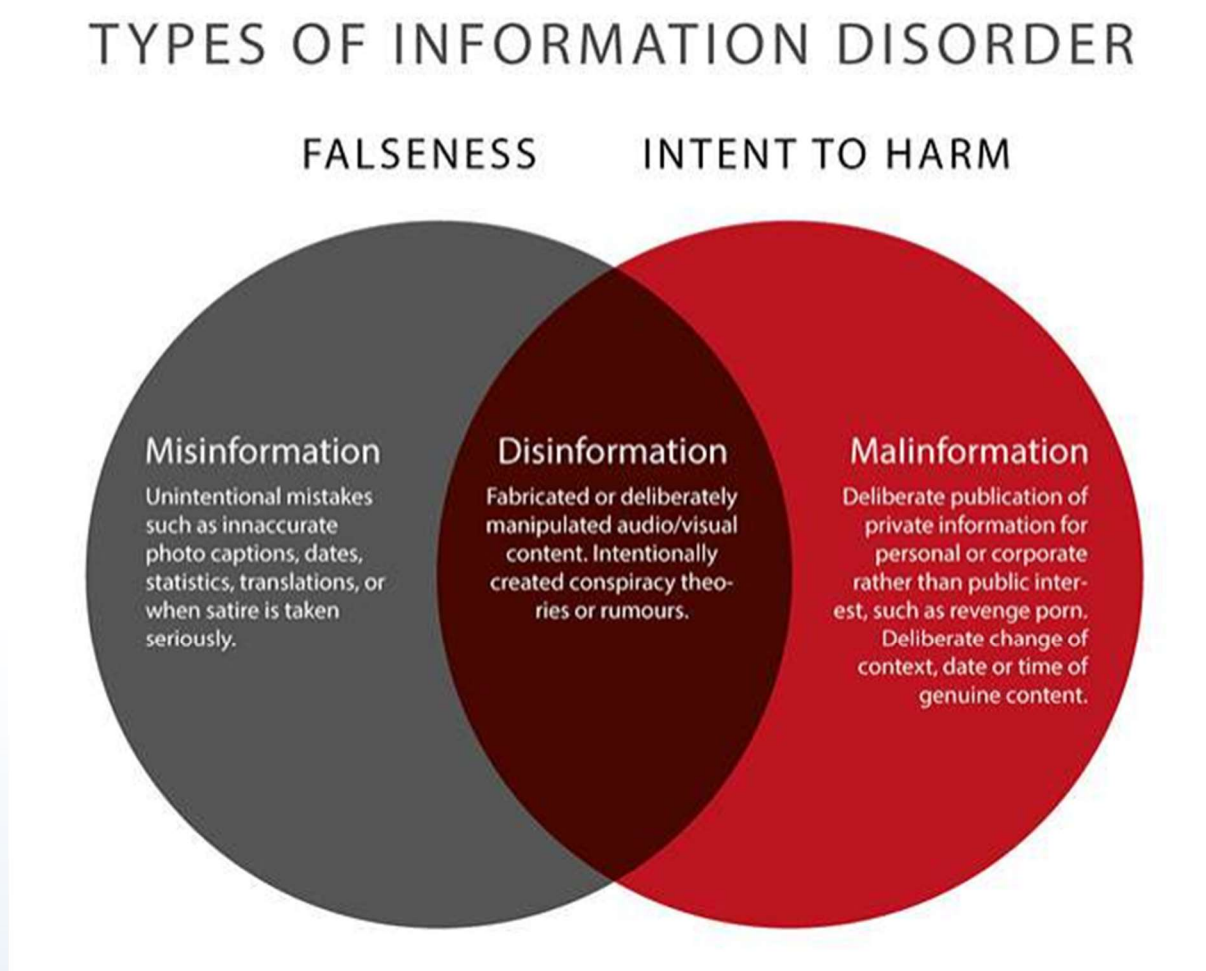 TYPES OF INFORMATION DISORDER
FALSENESS
INTENT TO HARM
Misinformation
Unintentional mistakes
such as innaccurate
photo captions, dates,
statistics, translations, or
when satire is taken
seriously.
Disinformation
Fabricated or deliberately
manipulated audio/visual
content. Intentionally
created conspiracy theo-
ries or rumours.
Malinformation
Deliberate publication of
private information for
personal or corporate
rather than public inter-
est, such as revenge porn.
Deliberate change of
context, date or time of
genuine content.